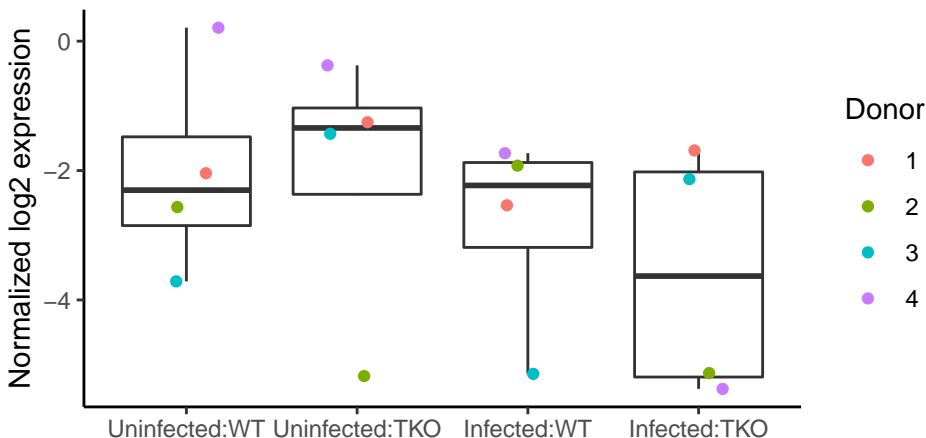 Normalized log2 expression
0
−2
−4
Uninfected:WT
Uninfected:TKO
Infected:WT
Infected:TKO
Donor
1
2
3
4